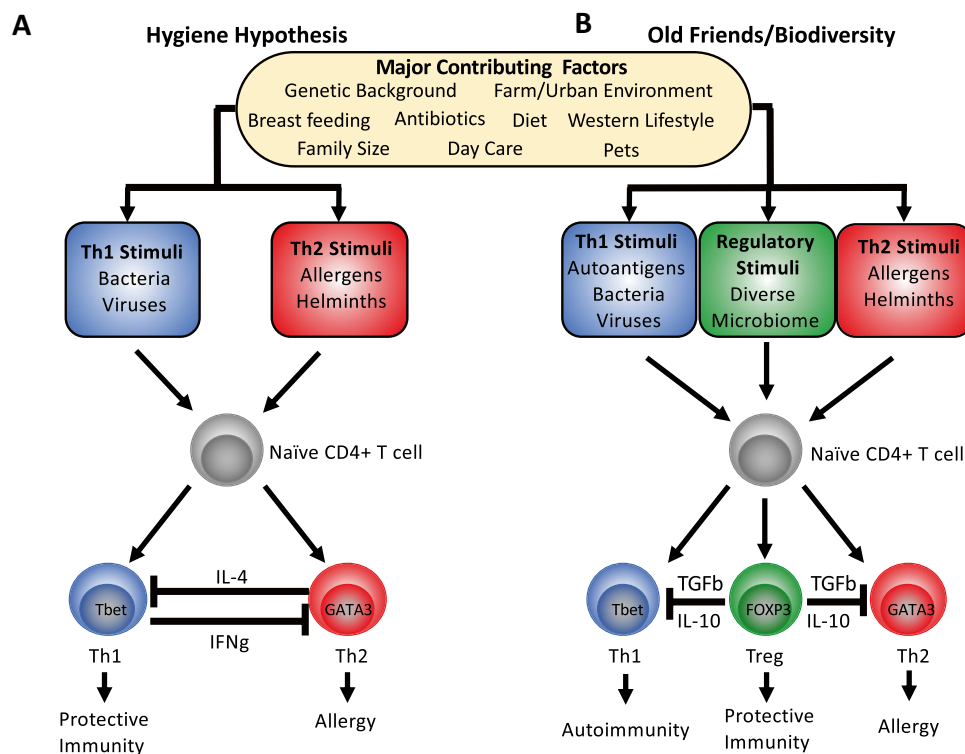 A
B
Hygiene Hypothesis
Old Friends/Biodiversity
Major Contributing Factors
Genetic Background Farm/Urban Environment
Breast feeding Antibiotics Diet Western Lifestyle
Family Size Day Care Pets
Th1 Stimuli
Bacteria
Viruses
Th2 Stimuli
Allergens
Helminths
Naïve CD4+ T cell
IL-4
Tbet
GATA3
IFNg
Th1
Th2
Protective
Immunity
Allergy
Th1 Stimuli
Autoantigens
Bacteria
Viruses
Regulatory
Stimuli
Diverse
Microbiome
Th2 Stimuli
Allergens
Helminths
Naïve CD4+ T cell
TGFb
TGFb
Tbet
FOXP3
GATA3
IL-10
IL-10
Th1
Treg
Th2
Autoimmunity
Protective
Immunity
Allergy